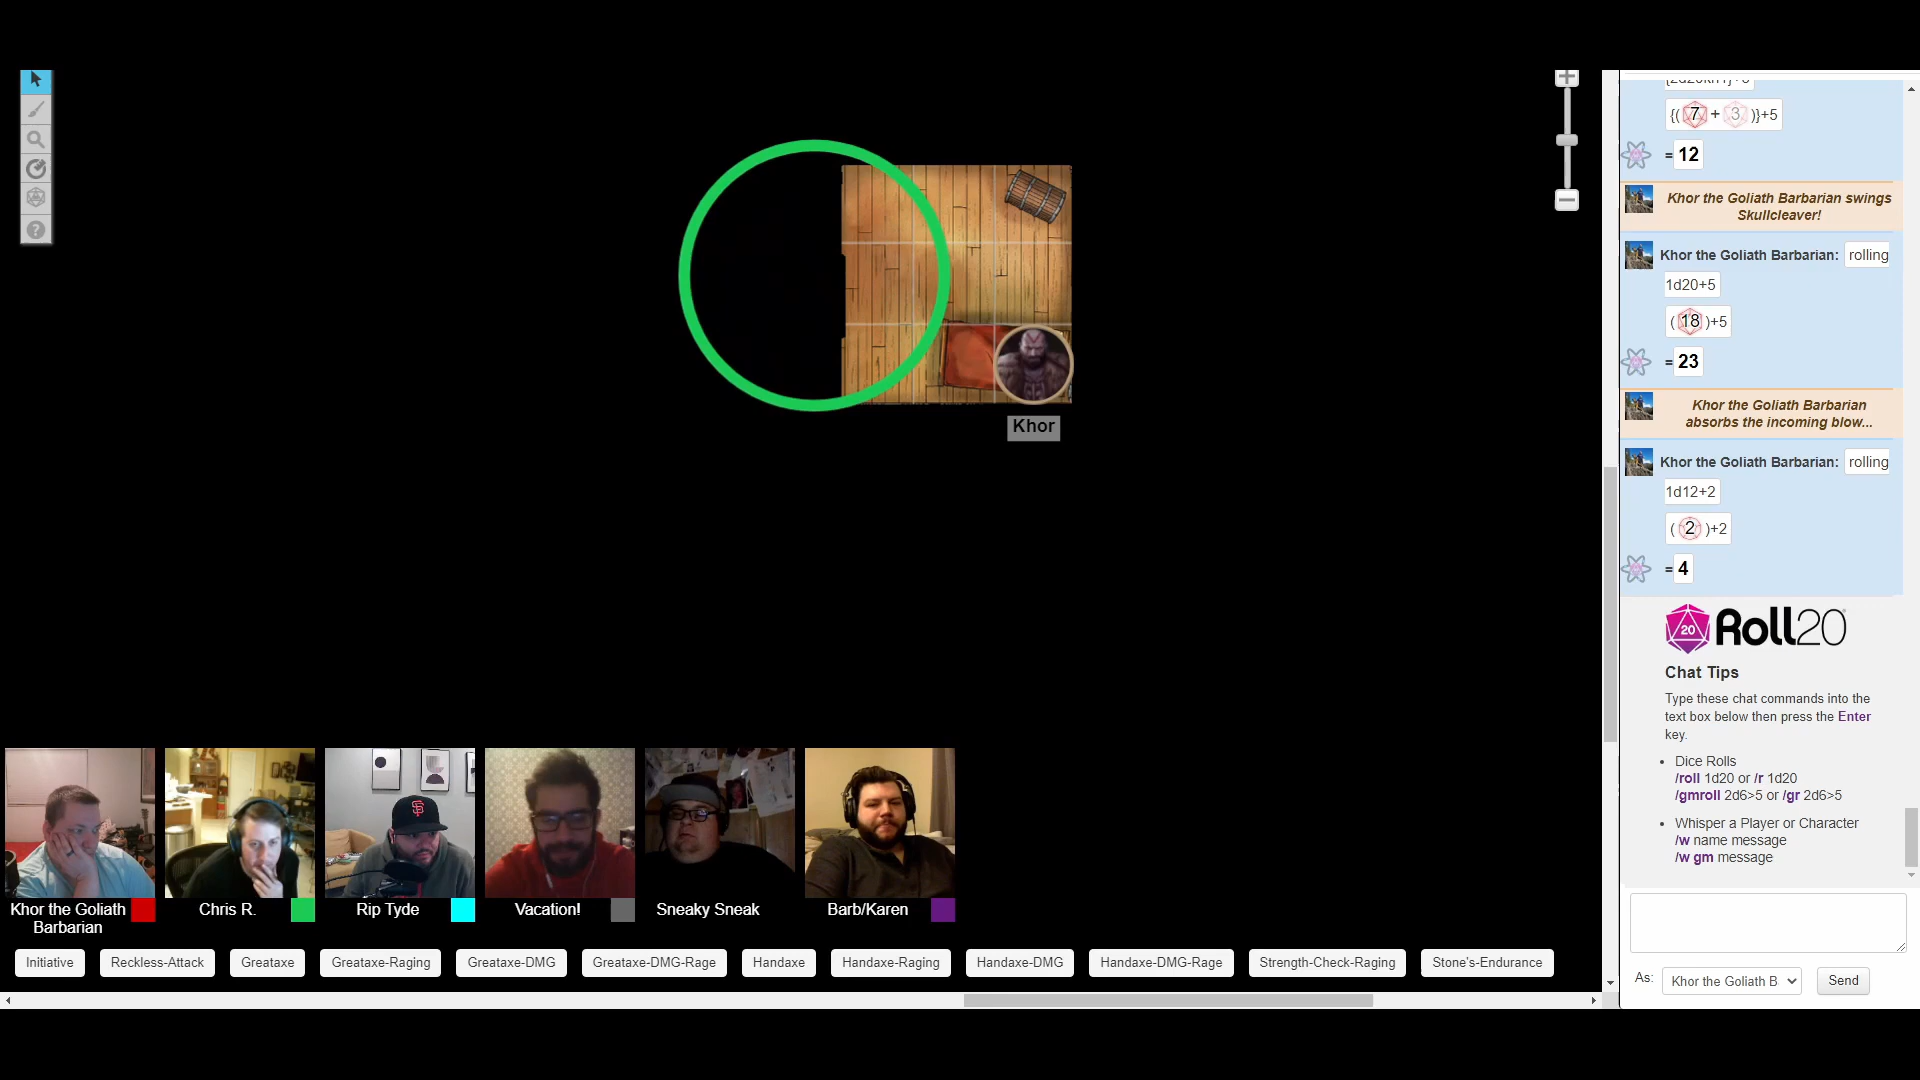 {(7+3)}+5
=12
Khor the Goliath Barbarian swings
Skullcleaver!
Khor the Goliath Barbarian: rolling
1d20+5
(18)+5
=23
Khor the Goliath Barbarian
absorbs the incoming blow...
Khor the Goliath Barbarian: rolling
1d12+2
(2)+2
=4
20 Roll20
Chat Tips
Type these chat commands into the
text box below then press the Enter
key.
• Dice Rolls
/roll 1d20 or /r 1d20
/gmroll 2d6>5 or /gr 2d6>5
• Whisper a Player or Character
/w name message
/w gm message
As: Khor the Goliath B Send
Khor
Khor the Goliath
Barbarian
Chris R.
Rip Tyde
Vacation!
Sneaky Sneak
Barb/Karen
Initiative Reckless-Attack Greataxe Greataxe-Raging Greataxe-DMG Greataxe-DMG-Rage Handaxe Handaxe-Raging Handaxe-DMG Handaxe-DMG-Rage Strength-Check-Raging Stone's-Endurance